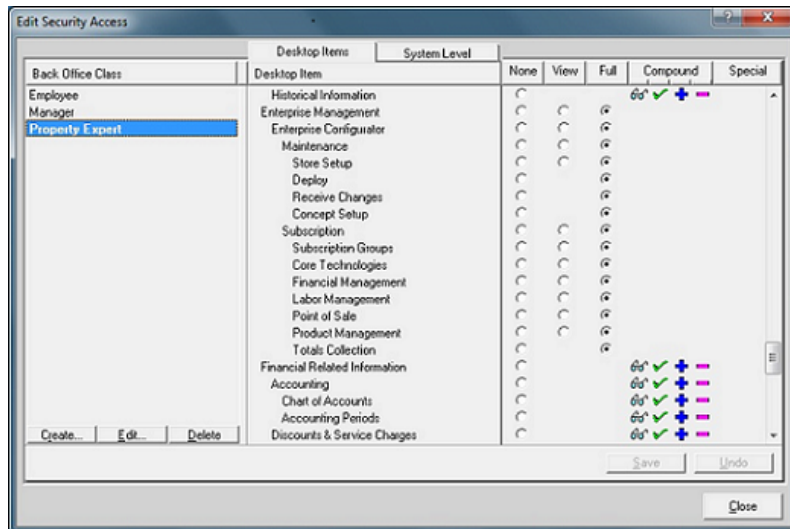 Edit Security Access
Desktop Items System Level
Back Office Class Desktop Item None View Full Compound Special
Employee Historical Information
Manager Enterprise Management
Property Expert Enterprise Configurator
Maintenance
Store Setup
Deploy
Receive Changes
Concept Setup
Subscription
Subscription Groups
Core Technologies
Financial Management
Labor Management
Point of Sale
Product Management
Totals Collection
Financial Related Information
Accounting
Chart of Accounts
Accounting Periods
Create... Edit... Delete Discounts & Service Charges
Save Undo
Close